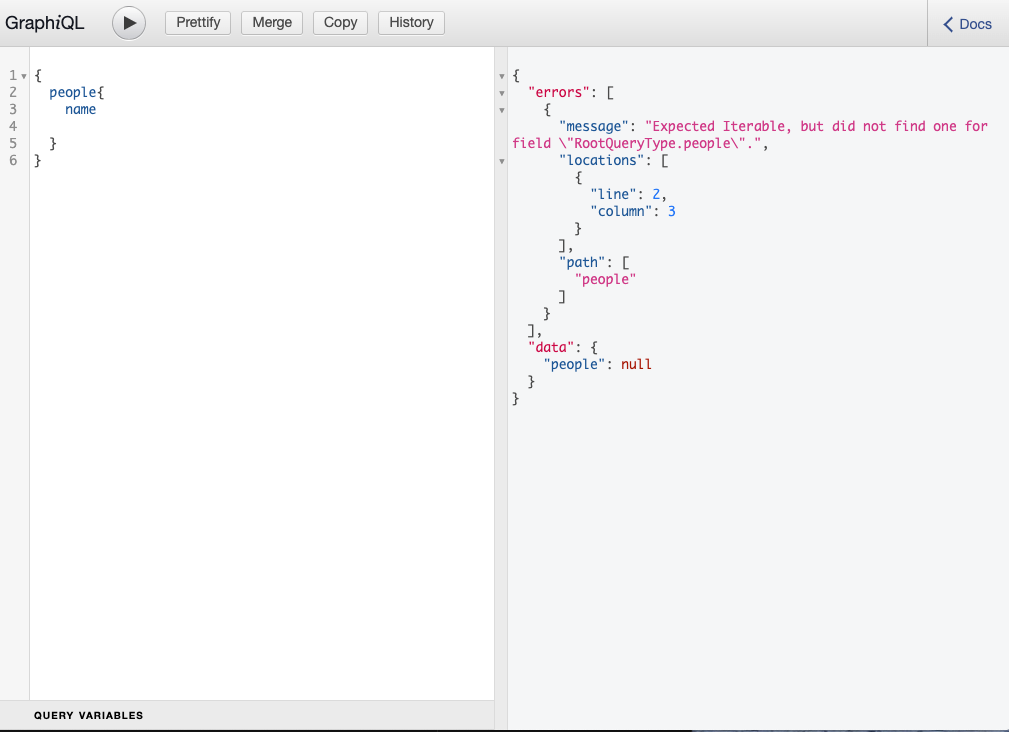 GraphiQL
Prettify
Merge
Copy
History
Docs
1 {
2 people{
3 name
4
5 }
6 }
{
"errors": [
{
"message": "Expected Iterable, but did not find one for
field \"RootQueryType.people\".",
"locations": [
{
"line": 2,
"column": 3
}
],
"path": [
"people"
]
}
],
"data": {
"people": null
}
}
QUERY VARIABLES